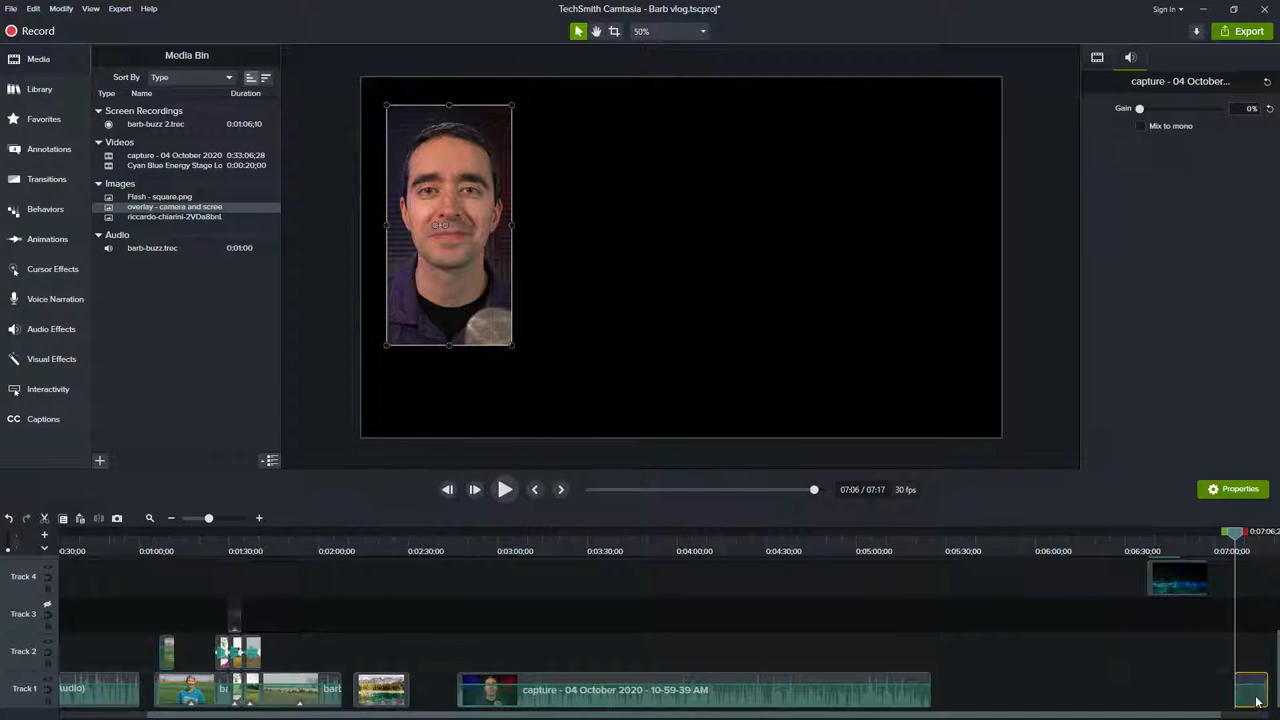 File Edit Modify View Export Help
TechSmith Camtasia - Barb vlog.tscproj*
Sign in
Record
50%
Export
Media
Library
Favorites
Annotations
Transitions
Behaviors
Animations
Cursor Effects
Voice Narration
Audio Effects
Visual Effects
Interactivity
Captions
Media Bin
Sort By Type
Type Name Duration
Screen Recordings
barb-buzz 2.trec 0:01:06;10
Videos
capture - 04 October 2020 0:33:06;28
Cyan Blue Energy Stage Lo 0:00:20;00
Images
Flash - square.png
overlay - camera and scree
riccardo-chiarini-2VDa8bnL
Audio
barb-buzz.trec 0:01:00
capture - 04 October...
Gain 0%
Mix to mono
07:06 / 07:17 30 fps
Properties
0:07:06;2
0:30;00 0:01:00;00 0:01:30;00 0:02:00;00 0:02:30;00 0:03:00;00 0:03:30;00 0:04:00;00 0:04:30;00 0:05:00;00 0:05:30;00 0:06:00;00 0:06:30;00 0:07:00;00
Track 4
Track 3
Track 2
Track 1
udio) ba barb capture - 04 October 2020 - 10-59-39 AM